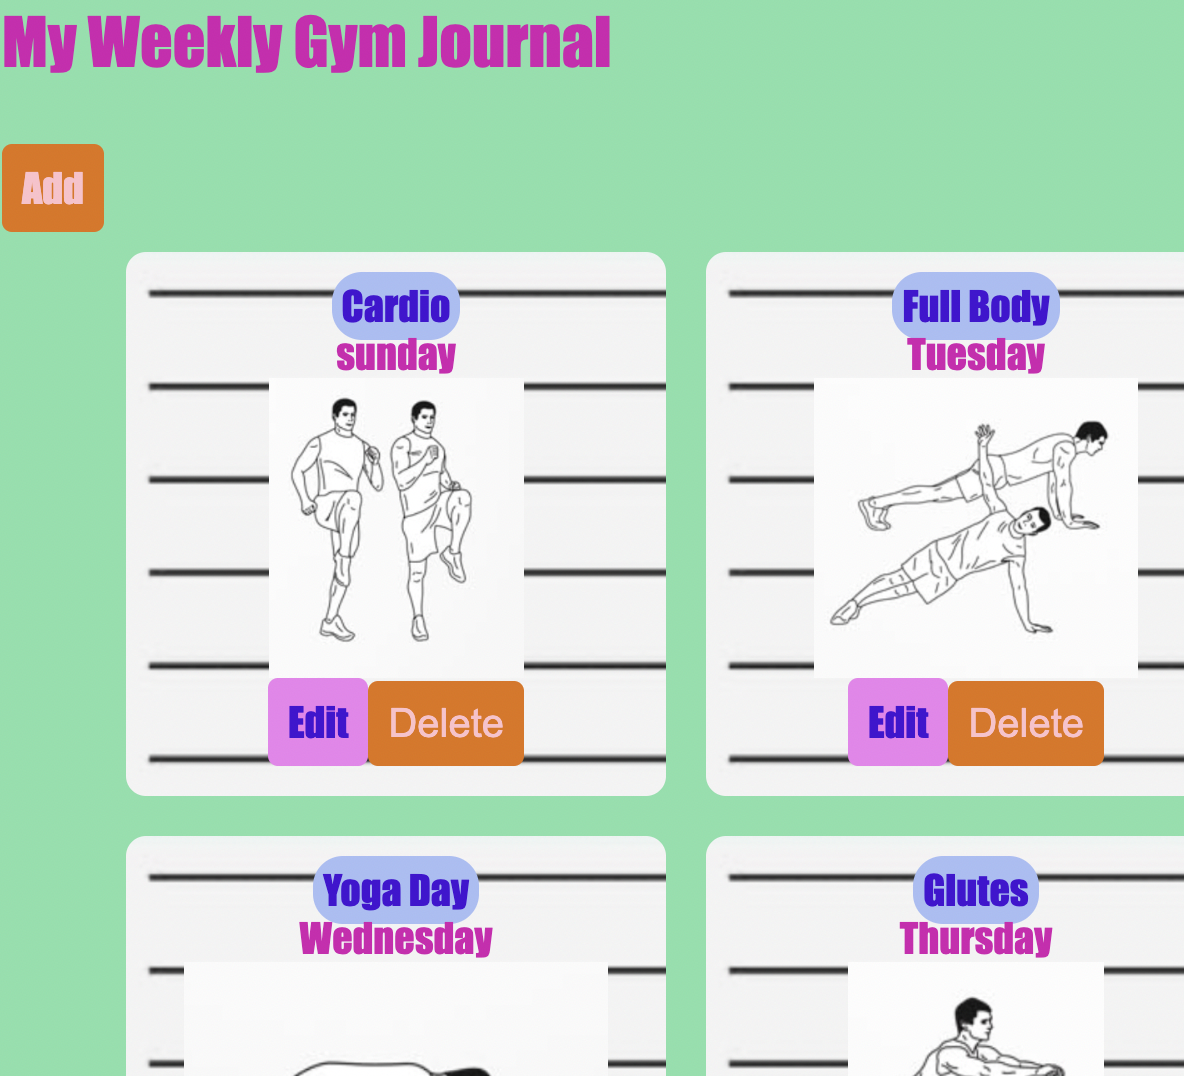 My Weekly Gym Journal
Add
Cardio
sunday
Edit
Delete
Full Body
Tuesday
Edit
Delete
Yoga Day
Wednesday
Glutes
Thursday